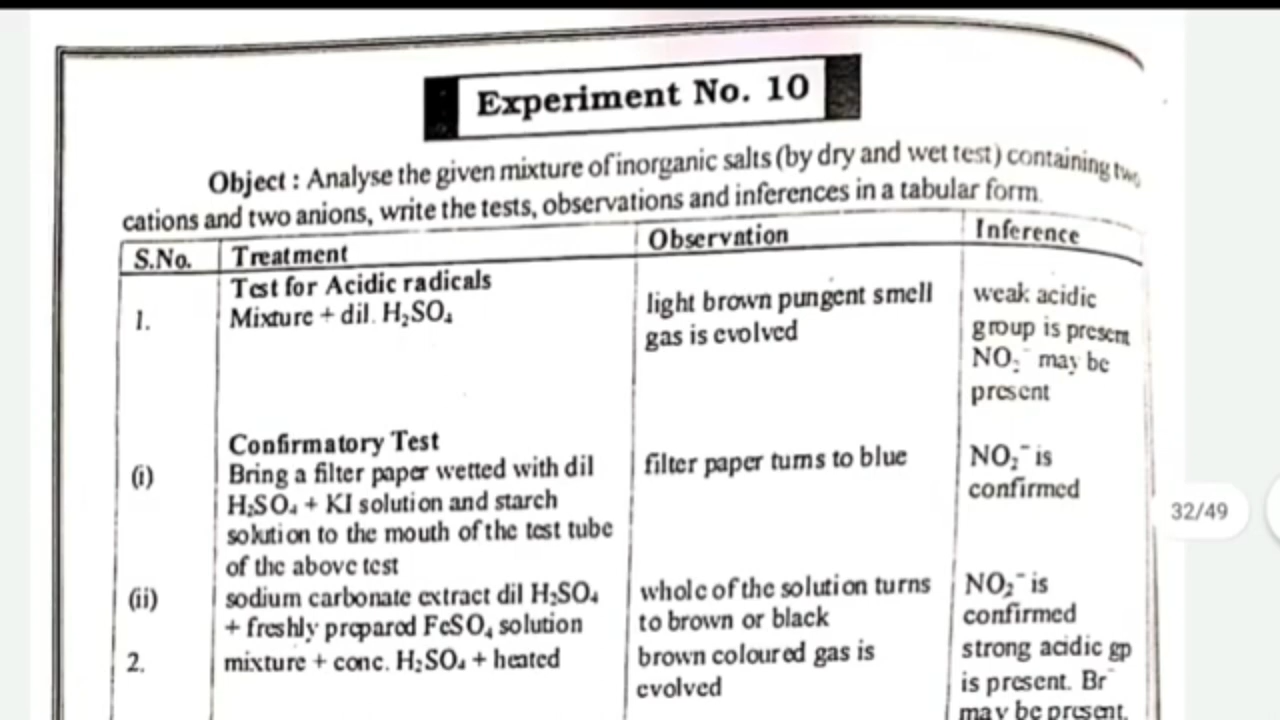 Experiment No. 10
Object : Analyse the given mixture of inorganic salts (by dry and wet test) containing two
cations and two anions, write the tests, observations and inferences in a tabular form.
S.No. Treatment Observation Inference
Test for Acidic radicals
1. Mixture + dil. H₂SO₄ light brown pungent smell weak acidic
gas is evolved group is present
NO₂⁻ may be
present
Confirmatory Test
(i) Bring a filter paper wetted with dil filter paper turns to blue NO₂⁻ is
H₂SO₄ + KI solution and starch confirmed
solution to the mouth of the test tube
of the above test
(ii) sodium carbonate extract dil H₂SO₄ whole of the solution turns NO₂⁻ is
+ freshly prepared FeSO₄ solution to brown or black confirmed
2. mixture + conc. H₂SO₄ + heated brown coloured gas is strong acidic gp
evolved is present. Br⁻
may be present.
32/49